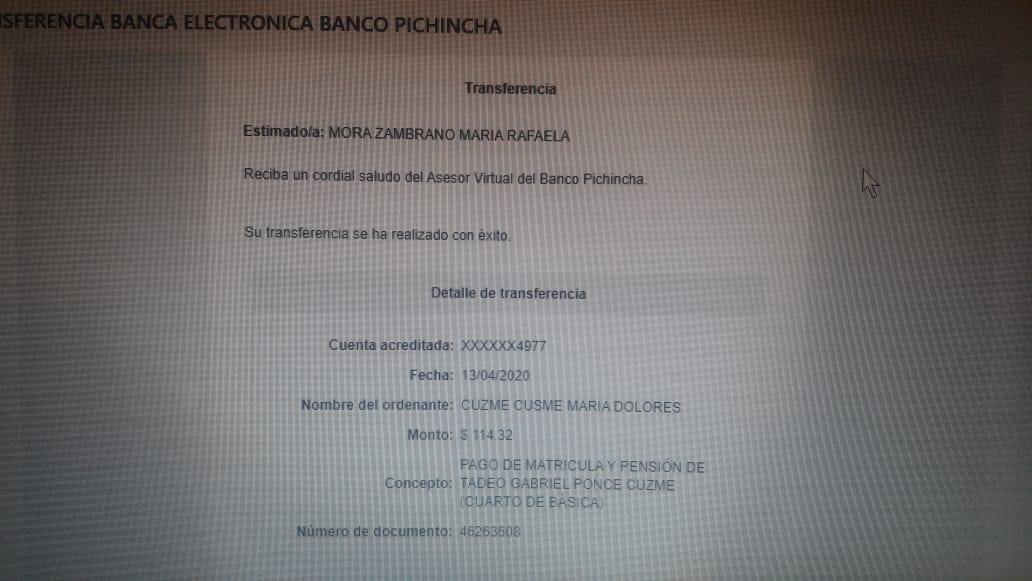 SFERENCIA BANCA ELECTRONICA BANCO PICHINCHA
Transferencia
Estimado/a: MORA ZAMBRANO MARIA RAFAELA
Reciba un cordial saludo del Asesor Virtual del Banco Pichincha.
Su transferencia se ha realizado con éxito.
Detalle de transferencia
Cuenta acreditada: XXXXXX4977
Fecha: 13/04/2020
Nombre del ordenante: CUZME CUSME MARIA DOLORES
Monto: $ 114.32
PAGO DE MATRICULA Y PENSIÓN DE
Concepto: TADEO GABRIEL PONCE CUZME
(CUARTO DE BÁSICA)
Número de documento: 46263608